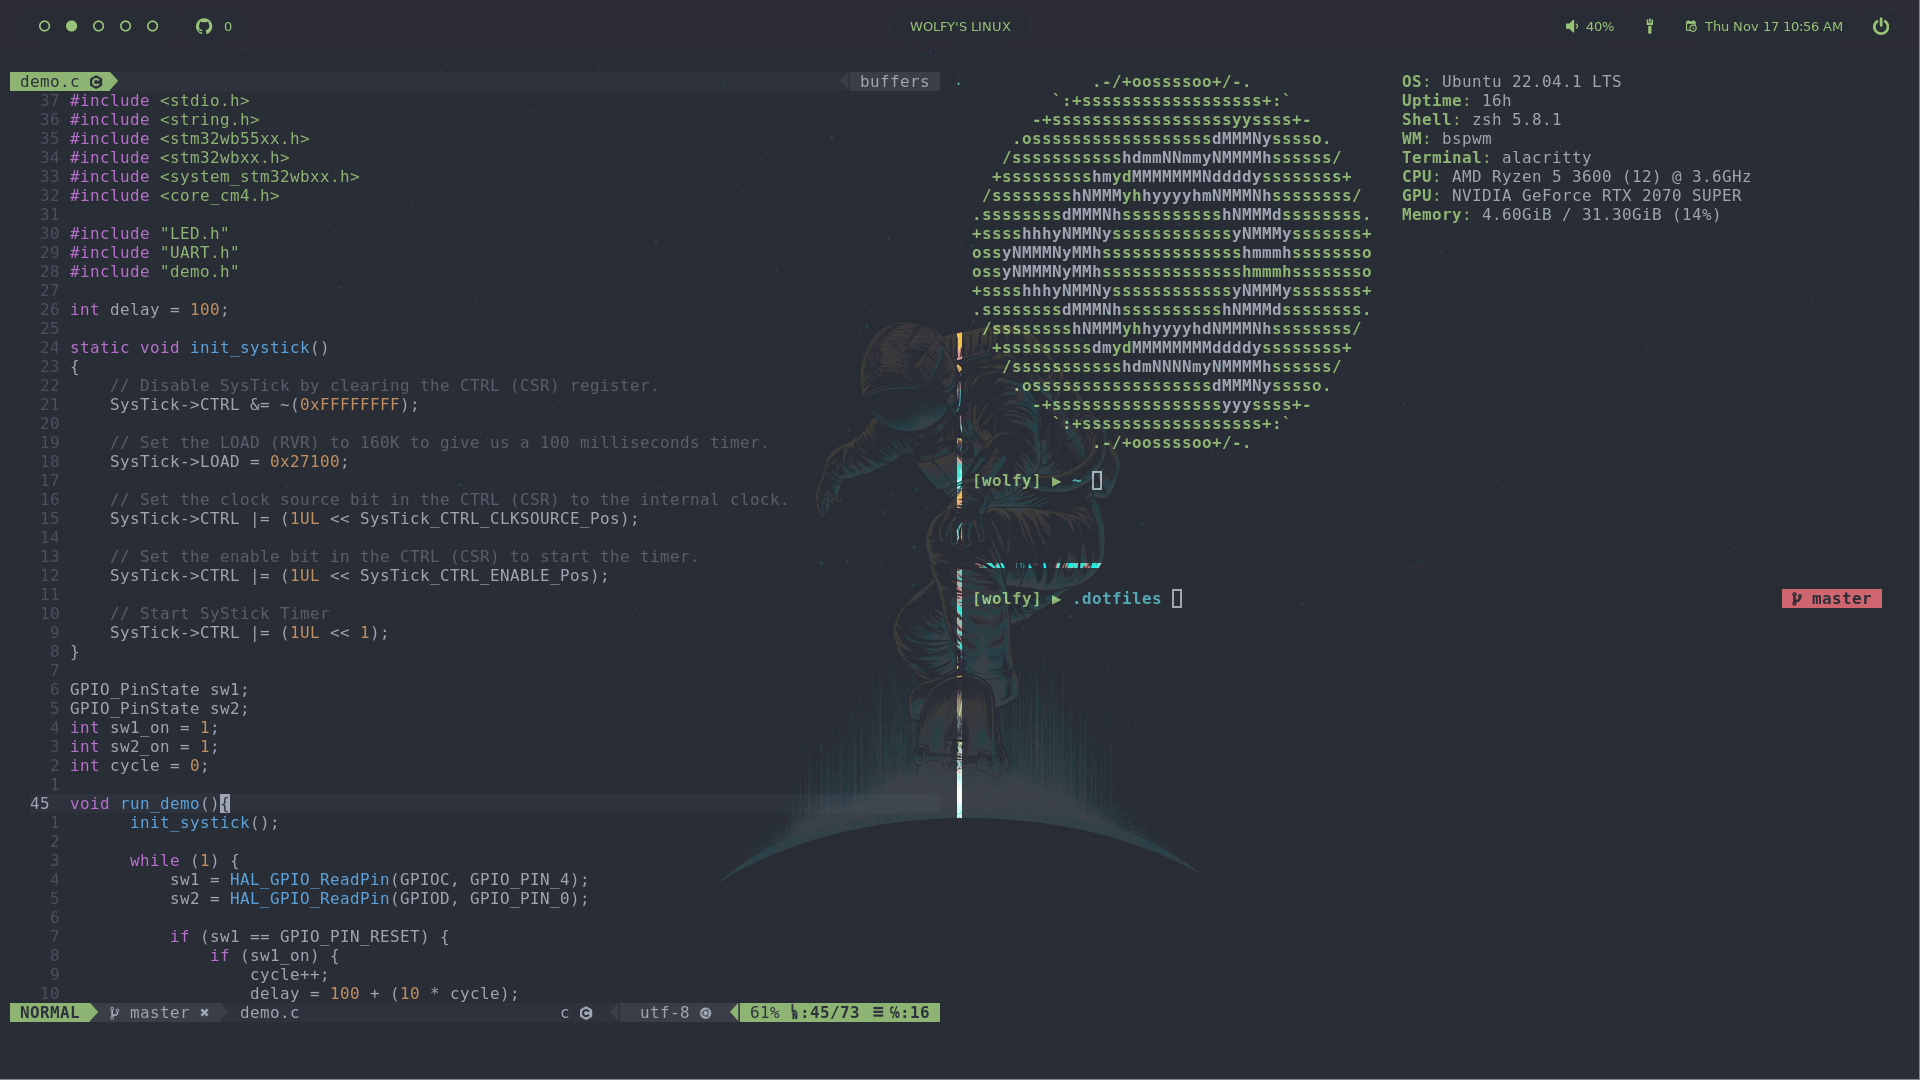 0
WOLFY'S LINUX
40%
Thu Nov 17 10:56 AM
demo.c
buffers
37 #include <stdio.h>
36 #include <string.h>
35 #include <stm32wb55xx.h>
34 #include <stm32wbxx.h>
33 #include <system_stm32wbxx.h>
32 #include <core_cm4.h>
31
30 #include "LED.h"
29 #include "UART.h"
28 #include "demo.h"
27
26 int delay = 100;
25
24 static void init_systick()
23 {
22     // Disable SysTick by clearing the CTRL (CSR) register.
21     SysTick->CTRL &= ~(0xFFFFFFFF);
20
19     // Set the LOAD (RVR) to 160K to give us a 100 milliseconds timer.
18     SysTick->LOAD = 0x27100;
17
16     // Set the clock source bit in the CTRL (CSR) to the internal clock.
15     SysTick->CTRL |= (1UL << SysTick_CTRL_CLKSOURCE_Pos);
14
13     // Set the enable bit in the CTRL (CSR) to start the timer.
12     SysTick->CTRL |= (1UL << SysTick_CTRL_ENABLE_Pos);
11
10     // Start SyStick Timer
9     SysTick->CTRL |= (1UL << 1);
8 }
7
6 GPIO_PinState sw1;
5 GPIO_PinState sw2;
4 int sw1_on = 1;
3 int sw2_on = 1;
2 int cycle = 0;
1
45 void run_demo(){
1       init_systick();
2
3       while (1) {
4           sw1 = HAL_GPIO_ReadPin(GPIOC, GPIO_PIN_4);
5           sw2 = HAL_GPIO_ReadPin(GPIOD, GPIO_PIN_0);
6
7           if (sw1 == GPIO_PIN_RESET) {
8               if (sw1_on) {
9                   cycle++;
10                   delay = 100 + (10 * cycle);
NORMAL master ✖ demo.c c utf-8 61% :45/73 ☰ ℅:16
            .-/+oossssoo+/-.
        `:+ssssssssssssssssss+:`
      -+ssssssssssssssssssyyssss+-
    .ossssssssssssssssssdMMMNysssso.
   /ssssssssssshdmmNNmmyNMMMMhssssss/
  +ssssssssshmydMMMMMMMNddddyssssssss+
 /sssssssshNMMMyhhyyyyhmNMMMNhssssssss/
.ssssssssdMMMNhsssssssssshNMMMdssssssss.
+sssshhhyNMMNyssssssssssssyNMMMysssssss+
ossyNMMMNyMMhsssssssssssssshmmmhssssssso
ossyNMMMNyMMhsssssssssssssshmmmhssssssso
+sssshhhyNMMNyssssssssssssyNMMMysssssss+
.ssssssssdMMMNhsssssssssshNMMMdssssssss.
 /sssssssshNMMMyhhyyyyhdNMMMNhssssssss/
  +sssssssssdmydMMMMMMMMddddyssssssss+
   /ssssssssssshdmNNNNmyNMMMMhssssss/
    .ossssssssssssssssssdMMMNysssso.
      -+sssssssssssssssssyyyssss+-
        `:+ssssssssssssssssss+:`
            .-/+oossssoo+/-.
OS: Ubuntu 22.04.1 LTS
Uptime: 16h
Shell: zsh 5.8.1
WM: bspwm
Terminal: alacritty
CPU: AMD Ryzen 5 3600 (12) @ 3.6GHz
GPU: NVIDIA GeForce RTX 2070 SUPER
Memory: 4.60GiB / 31.30GiB (14%)
[wolfy] ▶ ~
[wolfy] ▶ .dotfiles
master